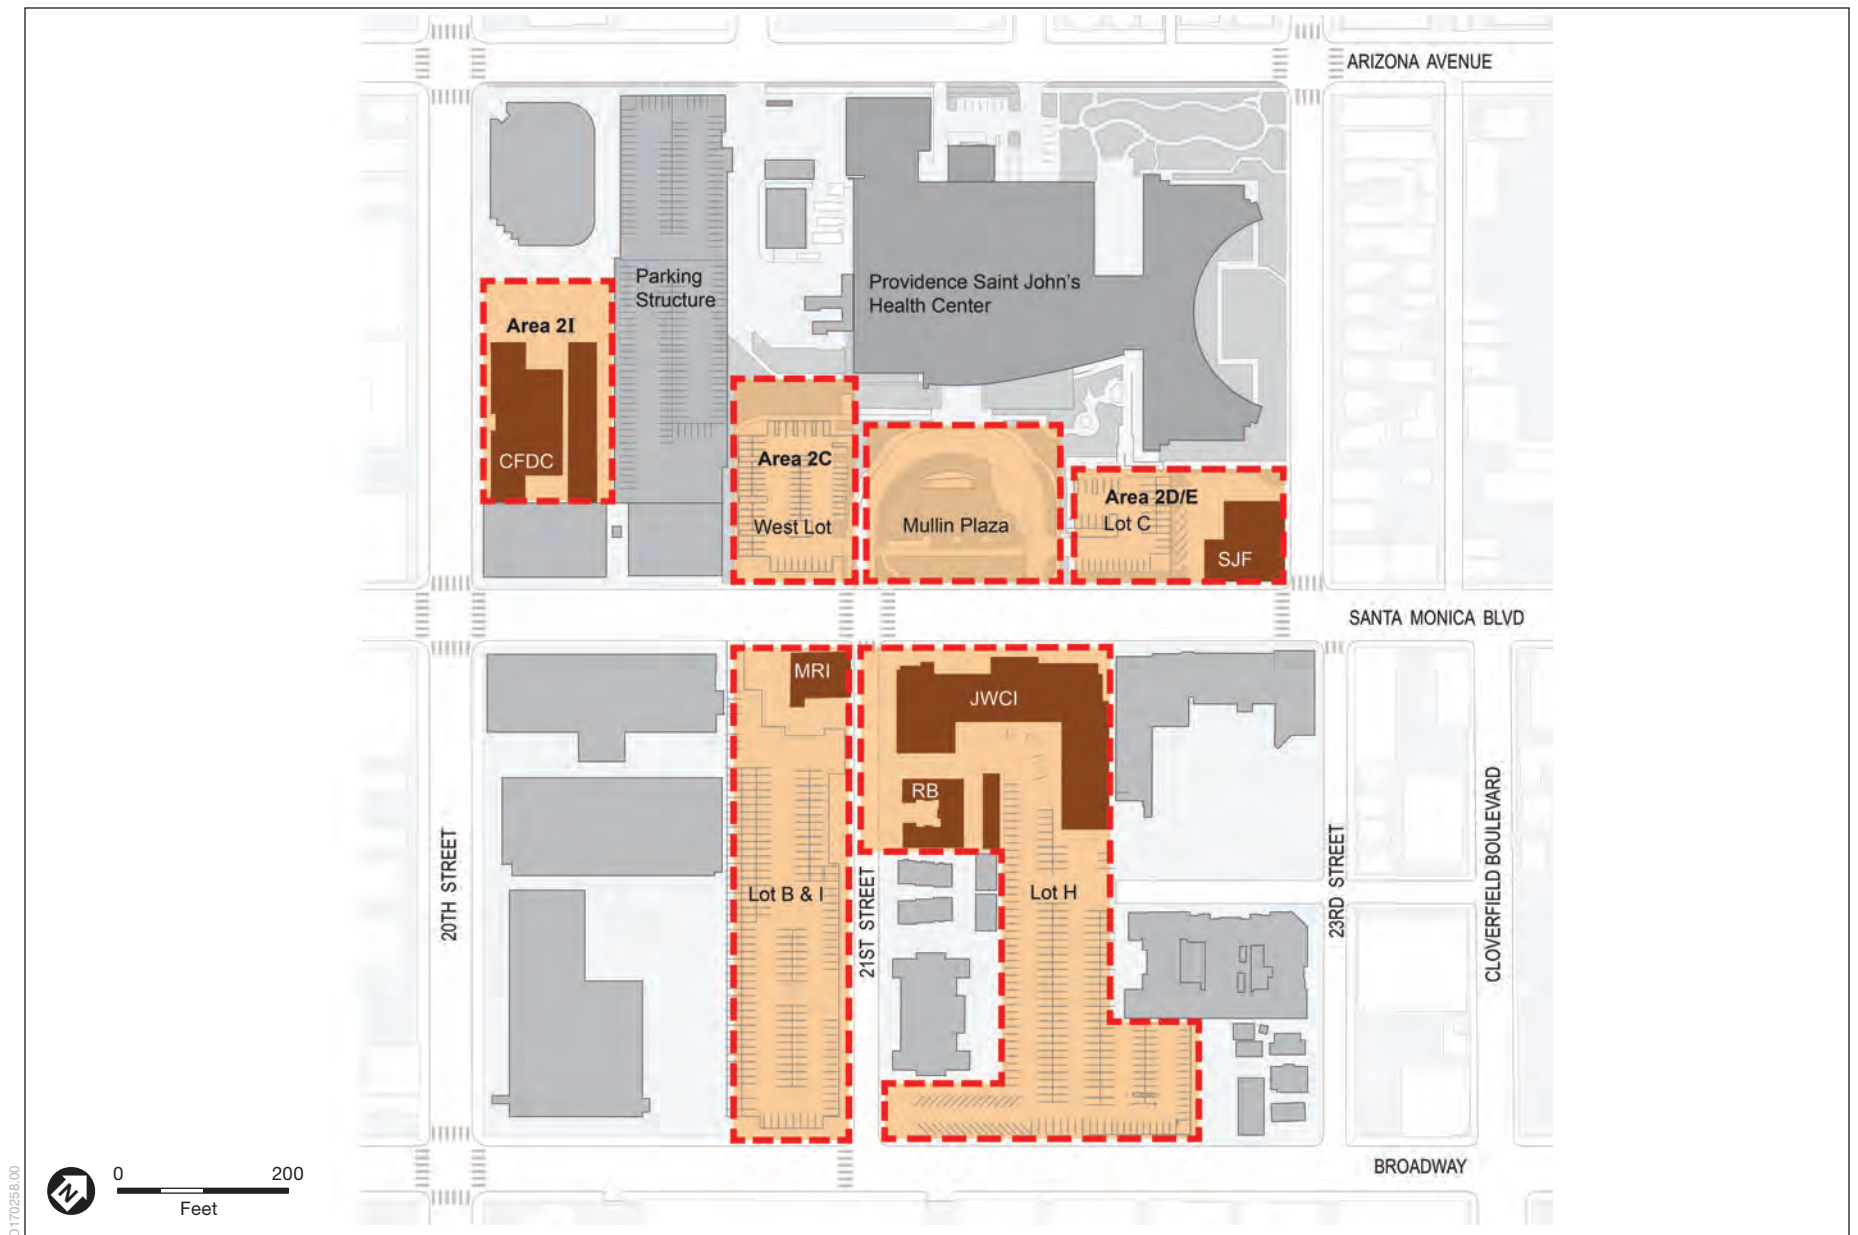 ARIZONA AVENUE
Parking
Structure
Providence Saint John's
Health Center
Area 2I
CFDC
Area 2C
West Lot
Mullin Plaza
Area 2D/E
Lot C
SJF
SANTA MONICA BLVD
MRI
JWCI
RB
Lot B & I
Lot H
20TH STREET
21ST STREET
23RD STREET
CLOVERFIELD BOULEVARD
BROADWAY
N
0 200
Feet
D170258.00